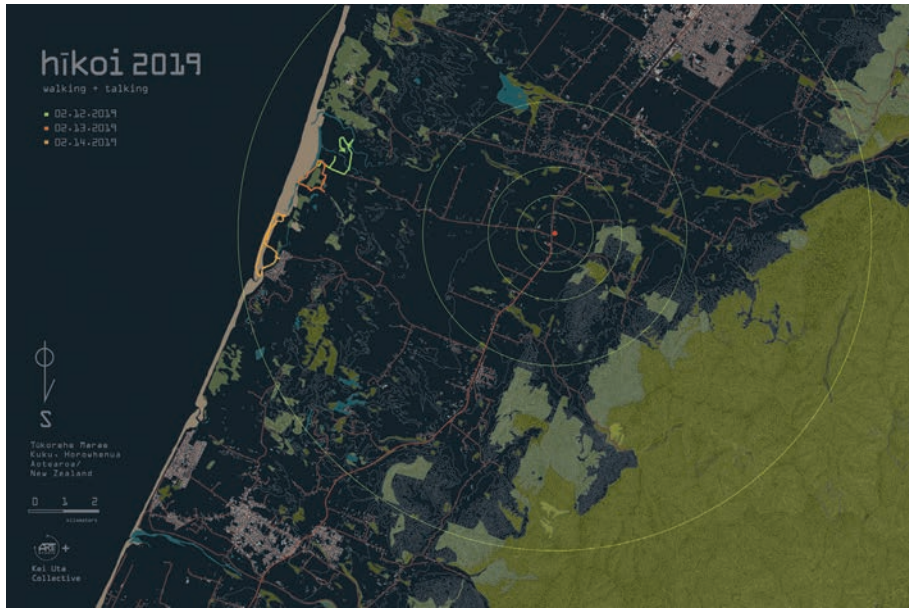 hīkoi 2019
walking + talking
02.12.2019
02.13.2019
02.14.2019
S
Tūkorehe Marae
Kuku, Horowhenua
Aotearoa/
New Zealand
0 1 2
kilometers
+
Kei Uta
Collective